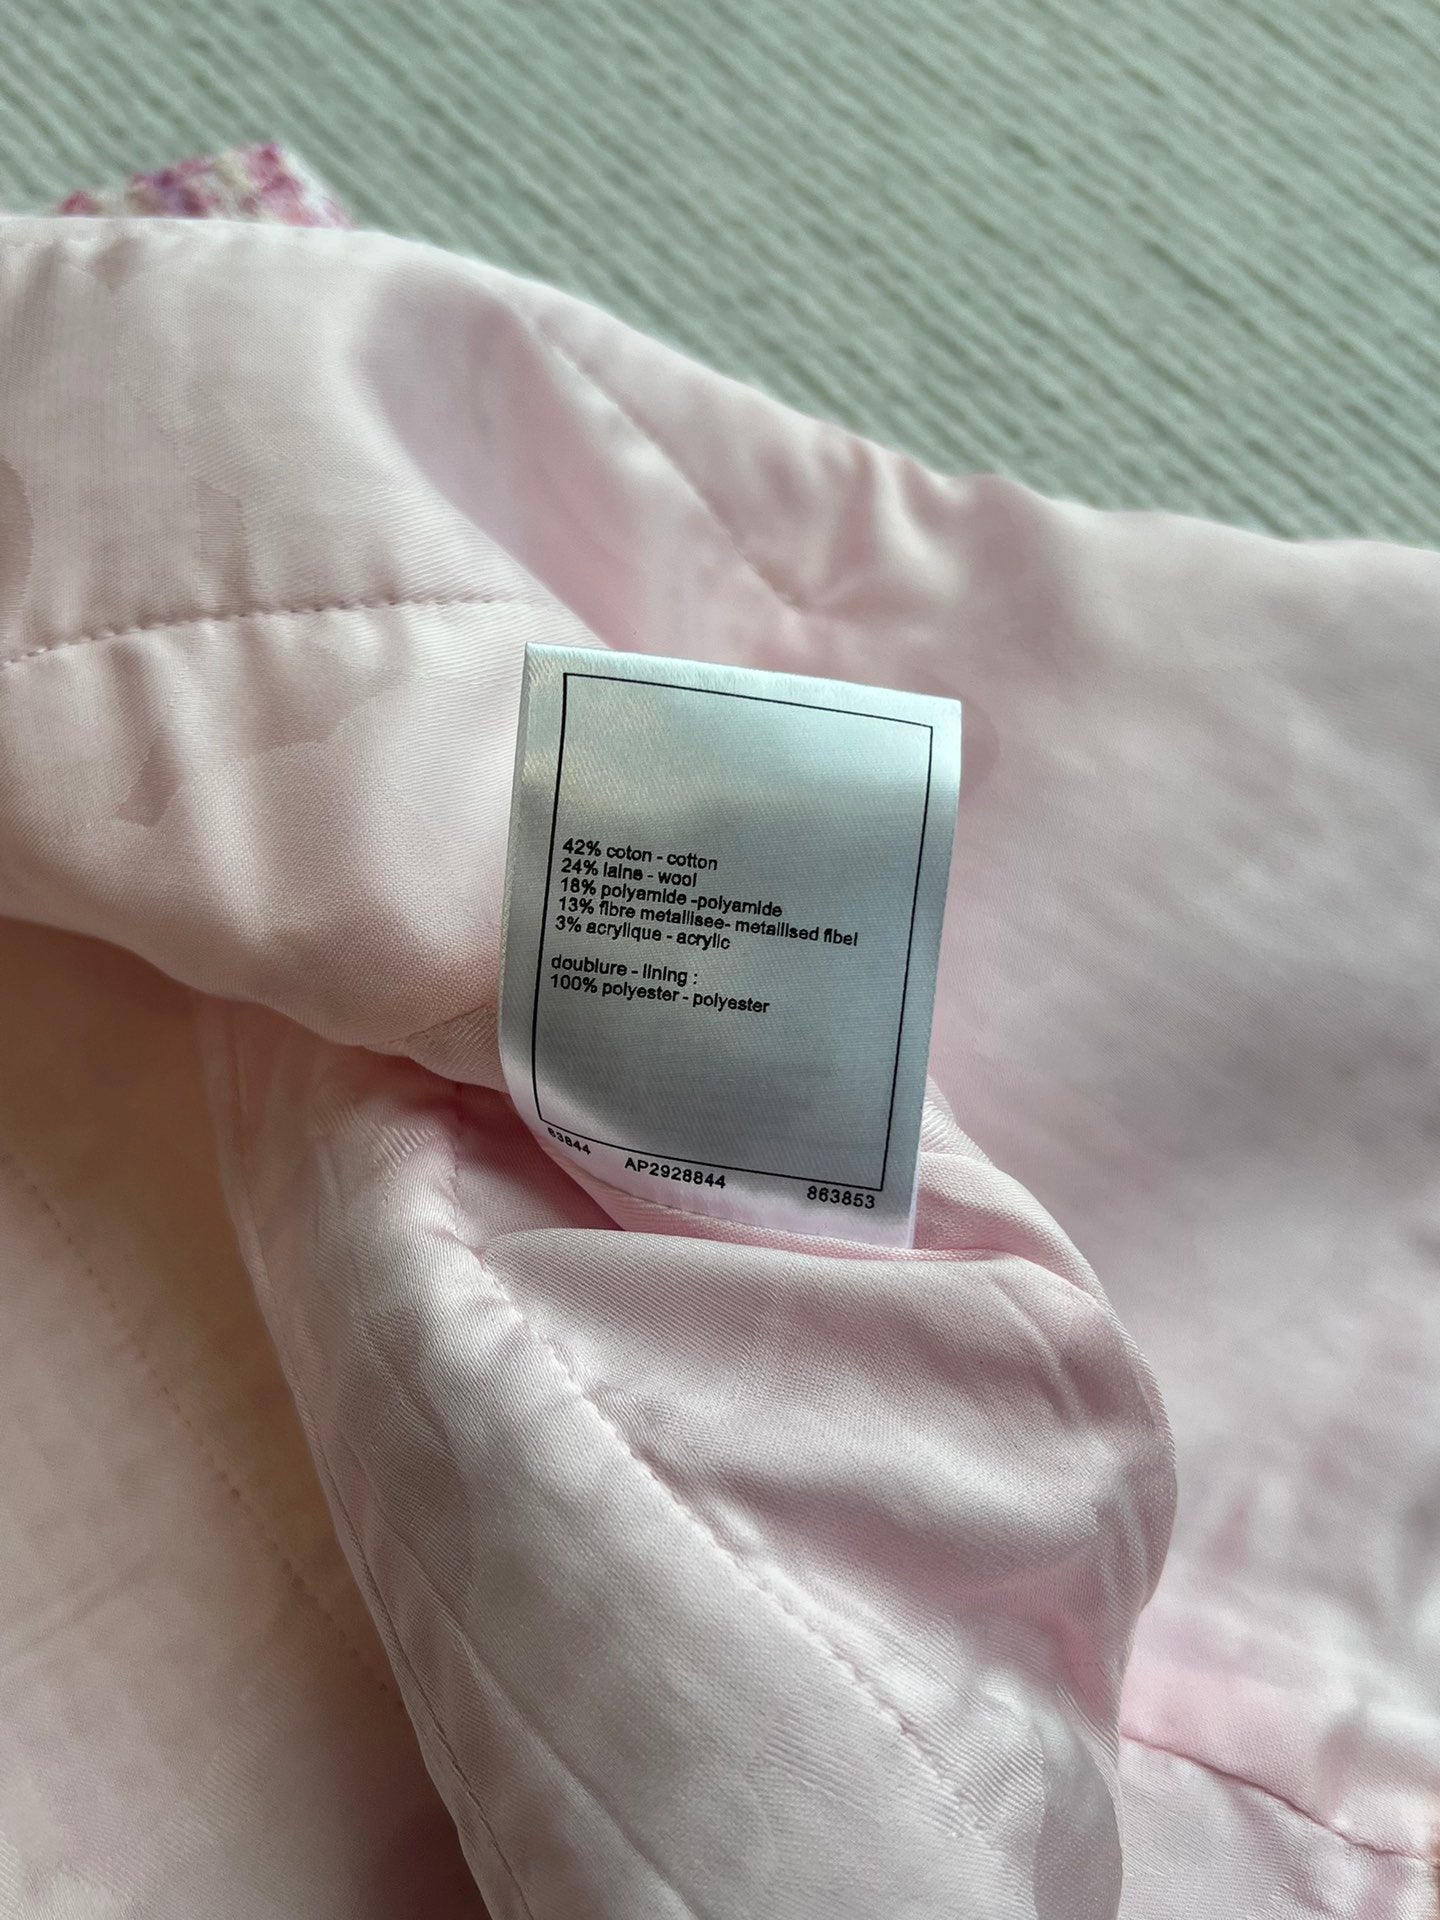 42% coton - cotton
24% laine - wool
18% polyamide -polyamide
13% fibre metallisee- metallised fibel
3% acrylique - acrylic
doublure - lining :
100% polyester - polyester
63844 AP2928844 863853